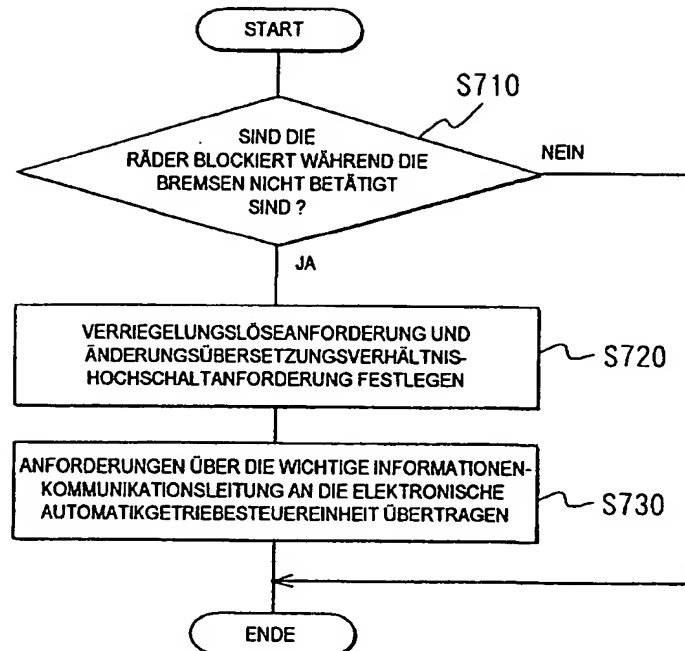 START
S710
SIND DIE
RÄDER BLOCKIERT WÄHREND DIE
BREMSEN NICHT BETÄTIGT
SIND ?
NEIN
JA
VERRIEGELUNGSLÖSEANFORDERUNG UND
ÄNDERUNGSÜBERSETZUNGSVERHÄLTNIS-
HOCHSCHALTANFORDERUNG FESTLEGEN
S720
ANFORDERUNGEN ÜBER DIE WICHTIGE INFORMATIONEN-
KOMMUNIKATIONSLEITUNG AN DIE ELEKTRONISCHE
AUTOMATIKGETRIEBESTEUEREINHEIT ÜBERTRAGEN
S730
ENDE